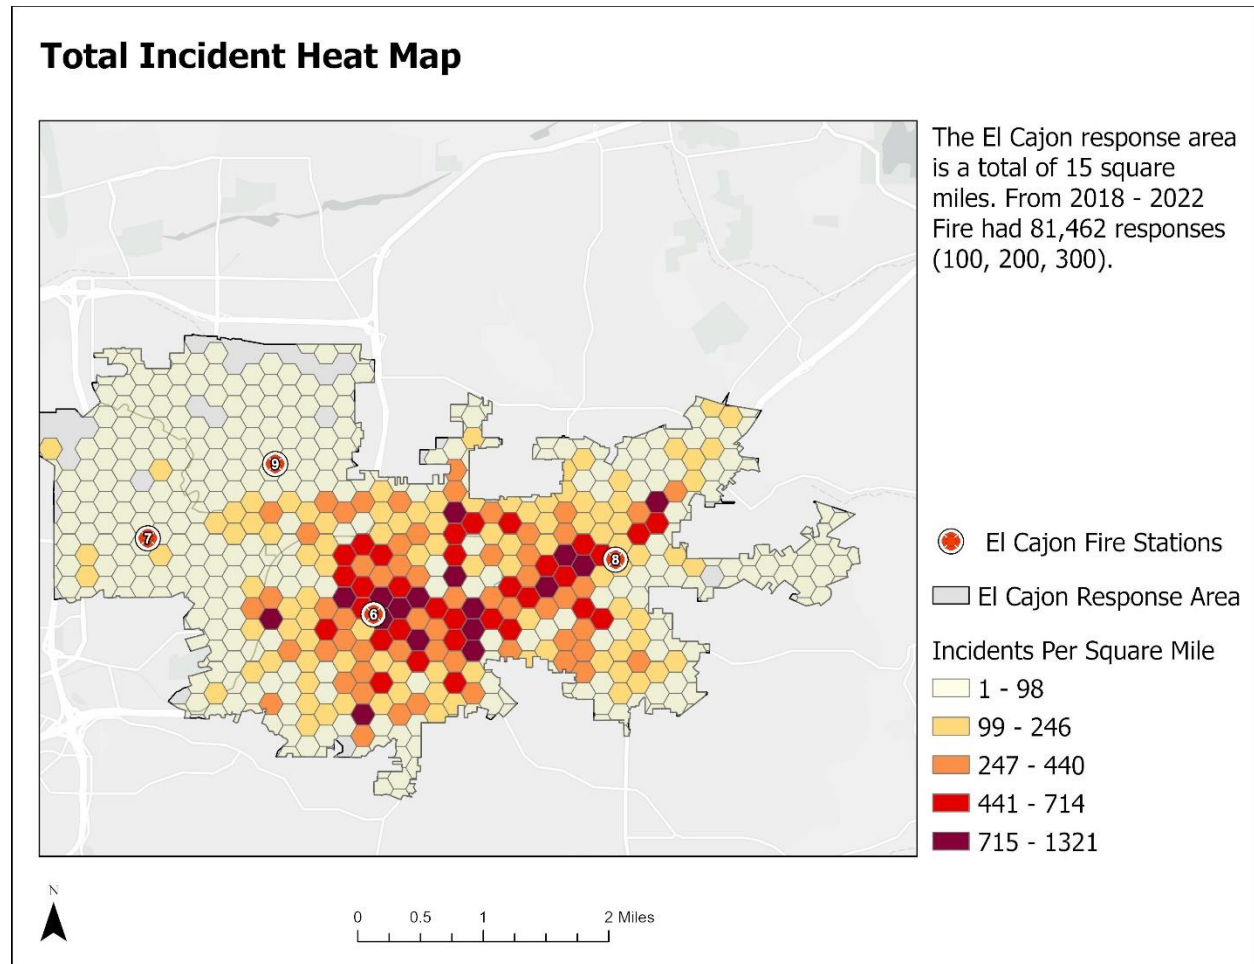 Total Incident Heat Map
The El Cajon response area
is a total of 15 square
miles. From 2018 - 2022
Fire had 81,462 responses
(100, 200, 300).
9
7
8
6
El Cajon Fire Stations
El Cajon Response Area
Incidents Per Square Mile
1 - 98
99 - 246
247 - 440
441 - 714
715 - 1321
N
0 0.5 1 2 Miles